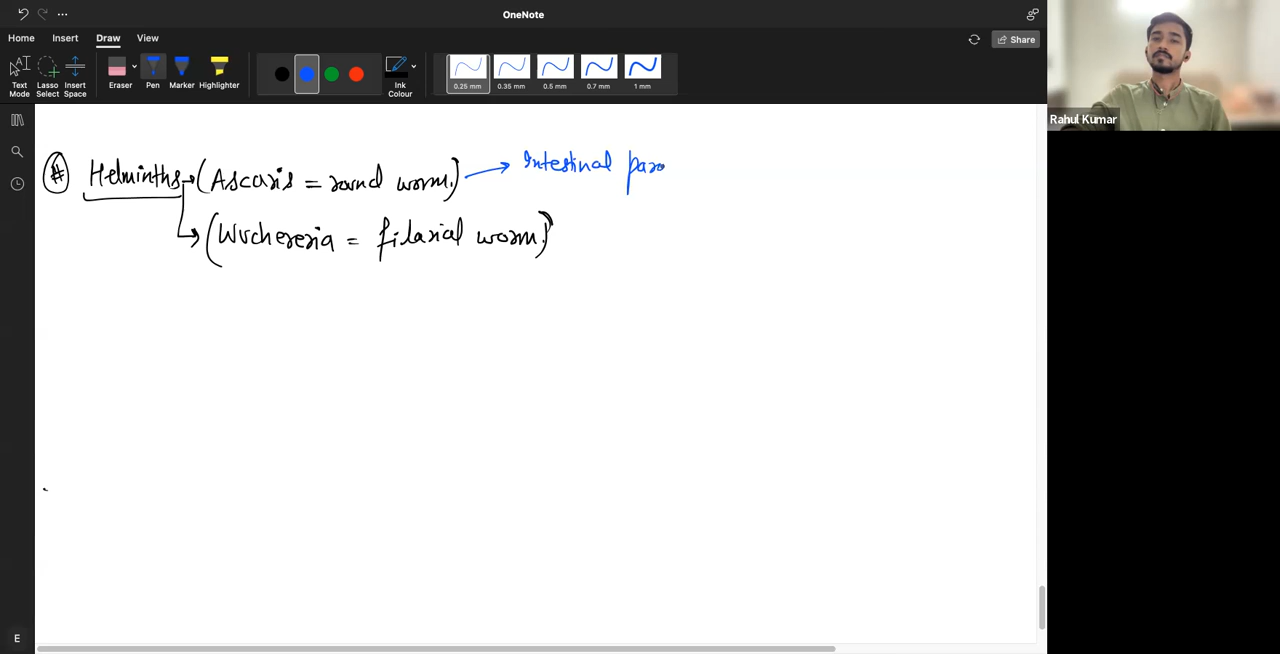 OneNote
Home Insert Draw View
Share
Text Mode
Lasso Select
Insert Space
Eraser
Pen
Marker
Highlighter
Ink Colour
0.25 mm
0.35 mm
0.5 mm
0.7 mm
1 mm
Rahul Kumar
# Helminths → (Ascaris = round worm.) → Intestinal para
→ (Wuchereria = filarial worm.)
E